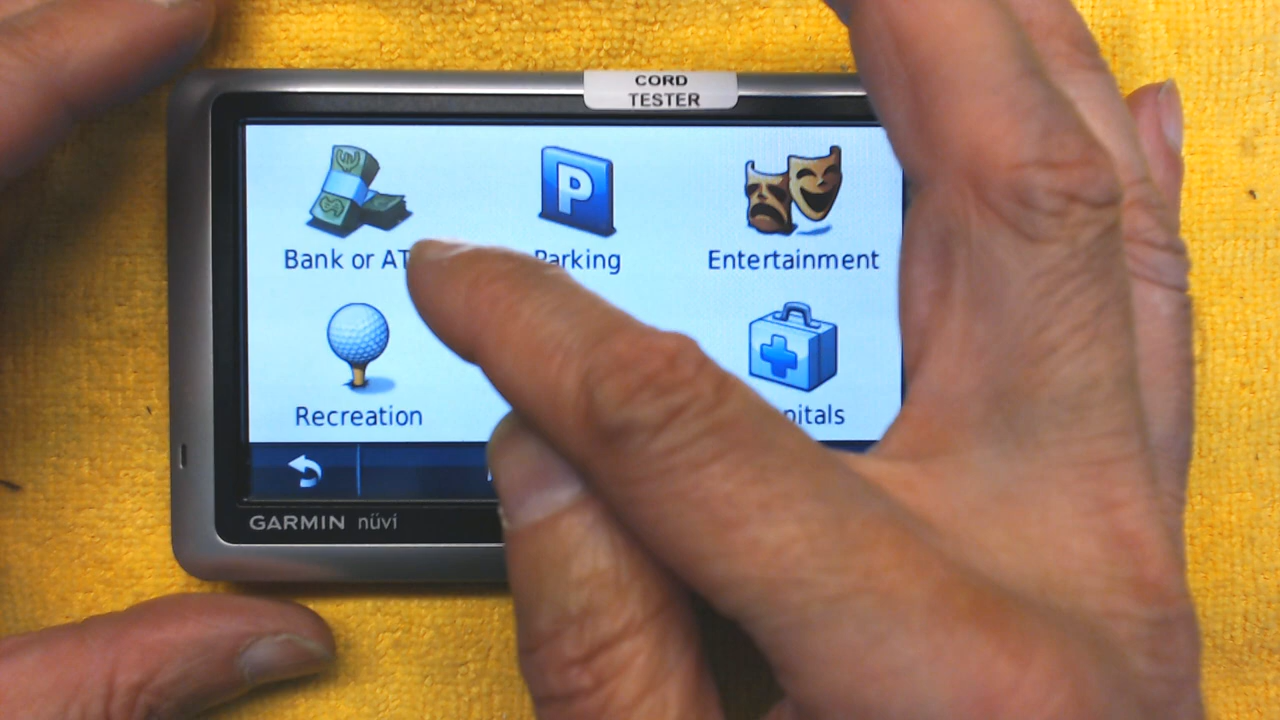 CORD
TESTER
P
Bank or AT
Parking
Entertainment
Recreation
pitals
GARMIN nüvi